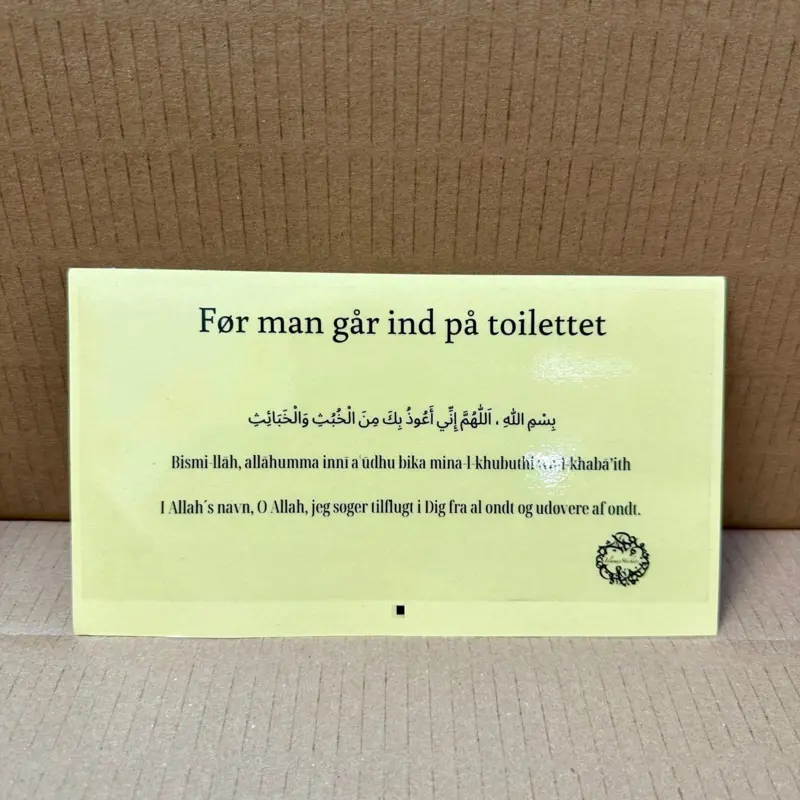 Før man går ind på toilettet
بِسْمِ اللهِ ، اَللّٰهُمَّ إِنِّي أَعُوذُ بِكَ مِنَ الْخُبُثِ وَالْخَبَائِثِ
Bismi-llāh, allāhumma innī aʿūdhu bika mina-l-khubuthi wa-l-khabā'ith
I Allah´s navn, O Allah, jeg søger tilflugt i Dig fra al ondt og udøvere af ondt.